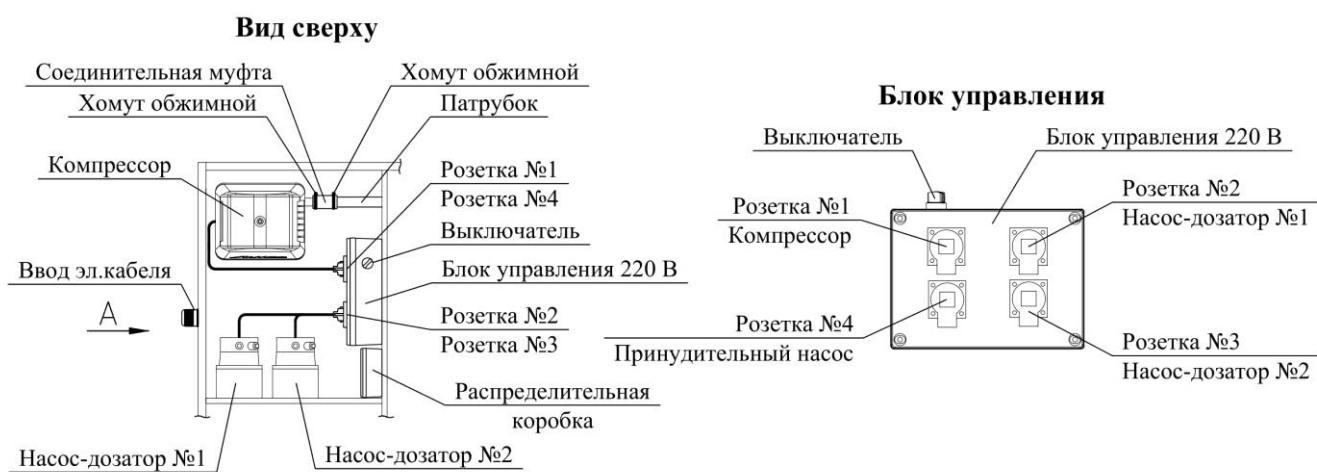 Вид сверху
Соединительная муфта
Хомут обжимной
Хомут обжимной
Патрубок
Компрессор
Розетка №1
Розетка №4
Выключатель
Ввод эл.кабеля
Блок управления 220 В
А
Розетка №2
Розетка №3
Распределительная
коробка
Насос-дозатор №1
Насос-дозатор №2
Блок управления
Выключатель
Блок управления 220 В
Розетка №1
Компрессор
Розетка №2
Насос-дозатор №1
Розетка №4
Принудительный насос
Розетка №3
Насос-дозатор №2